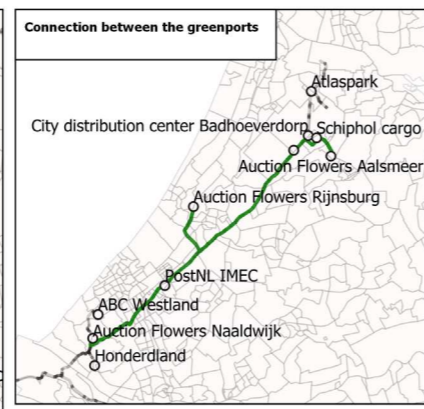 Connection between the greenports
Atlaspark
City distribution center Badhoeverdorp
Schiphol cargo
Auction Flowers Aalsmeer
Auction Flowers Rijnsburg
PostNL IMEC
ABC Westland
Auction Flowers Naaldwijk
Honderdland